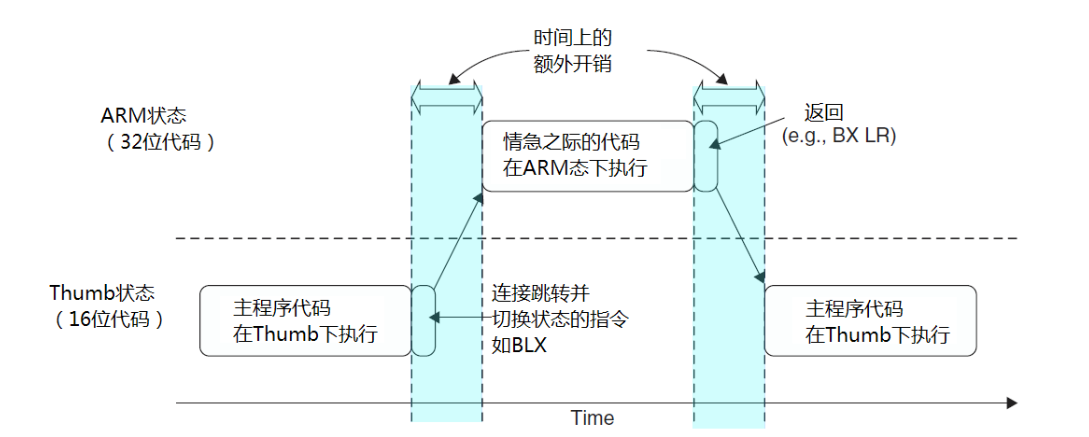 时间上的
额外开销
ARM状态
（32位代码）
情急之际的代码
在ARM态下执行
返回
(e.g., BX LR)
Thumb状态
（16位代码）
主程序代码
在Thumb下执行
连接跳转并
切换状态的指令
如BLX
主程序代码
在Thumb下执行
Time